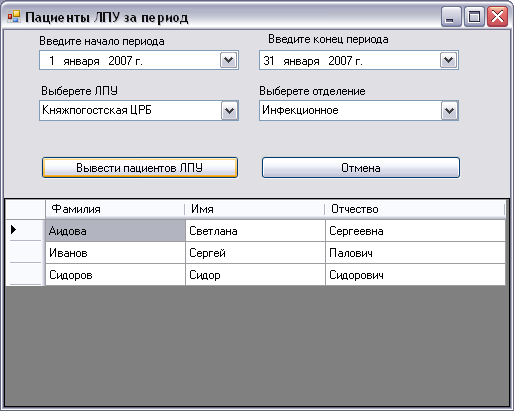 Пациенты ЛПУ за период
Введите начало периода Введите конец периода
1 января 2007 г. 31 января 2007 г.
Выберете ЛПУ Выберете отделение
Княжпогостская ЦРБ Инфекционное
Вывести пациентов ЛПУ Отмена
Фамилия Имя Отчество
Аидова Светлана Сергеевна
Иванов Сергей Палович
Сидоров Сидор Сидорович